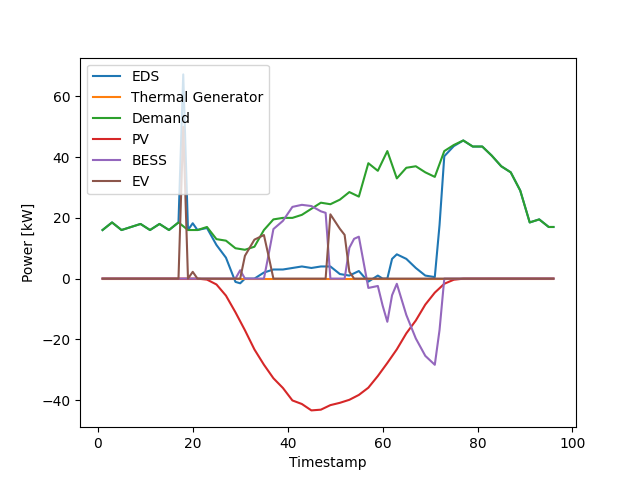 EDS
Thermal Generator
Demand
PV
BESS
EV
Power [kW]
60
40
20
0
−20
−40
0
20
40
60
80
100
Timestamp